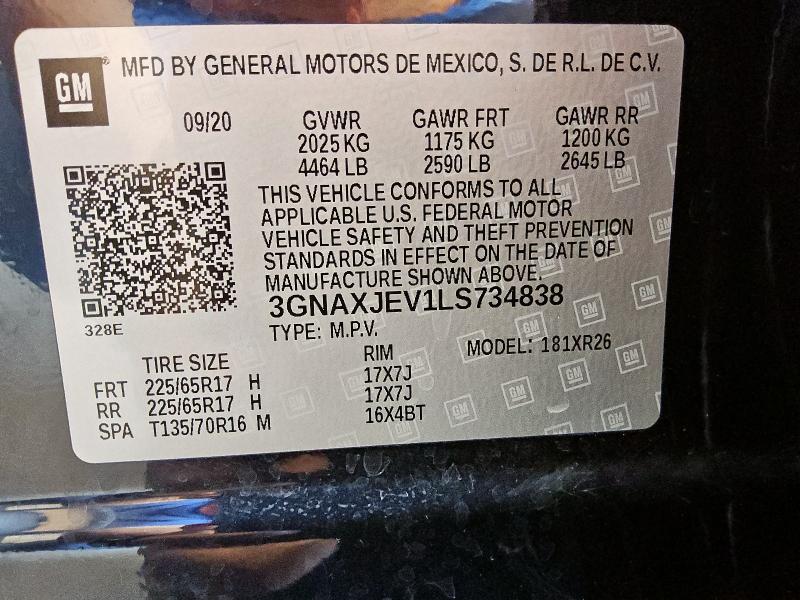 GM
MFD BY GENERAL MOTORS DE MEXICO, S. DE R.L. DE C.V.
09/20 GVWR GAWR FRT GAWR RR
2025 KG 1175 KG 1200 KG
4464 LB 2590 LB 2645 LB
THIS VEHICLE CONFORMS TO ALL
APPLICABLE U.S. FEDERAL MOTOR
VEHICLE SAFETY AND THEFT PREVENTION
STANDARDS IN EFFECT ON THE DATE OF
MANUFACTURE SHOWN ABOVE.
3GNAXJEV1LS734838
328E
TYPE: M.P.V. MODEL: 181XR26
TIRE SIZE RIM
FRT 225/65R17 H 17X7J
RR 225/65R17 H 17X7J
SPA T135/70R16 M 16X4BT